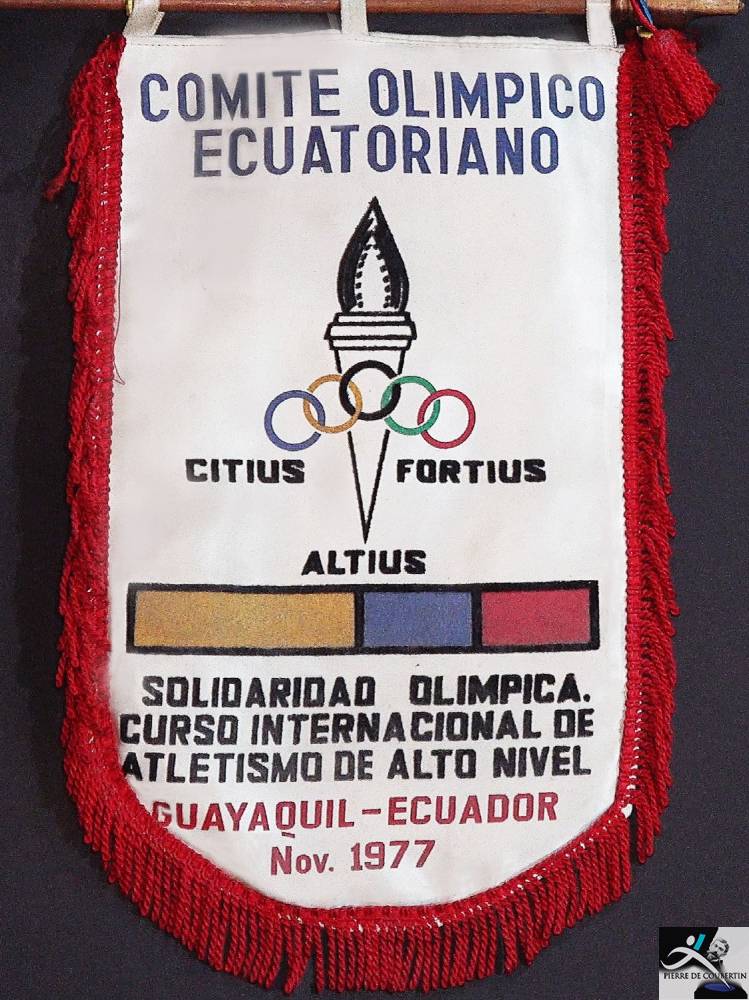 COMITE OLIMPICO
ECUATORIANO
CITIUS FORTIUS
ALTIUS
SOLIDARIDAD OLIMPICA.
CURSO INTERNACIONAL DE
ATLETISMO DE ALTO NIVEL
GUAYAQUIL-ECUADOR
Nov. 1977
PIERRE DE COUBERTIN